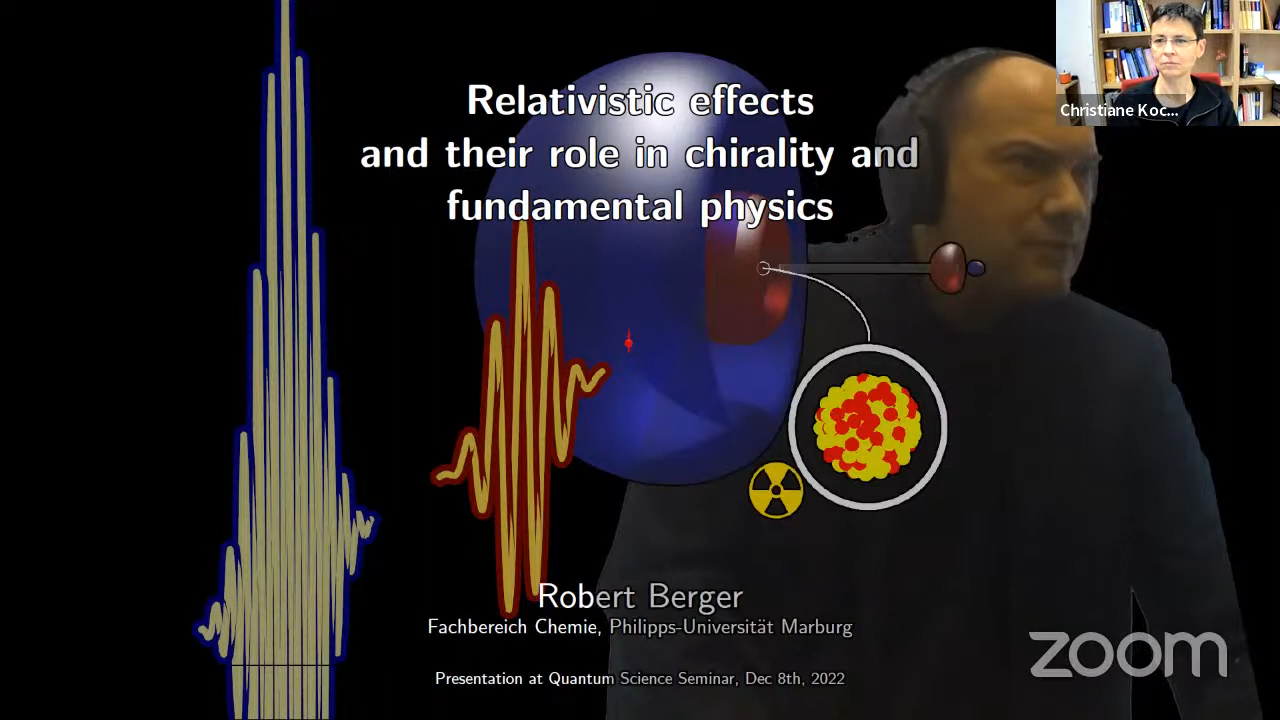 Relativistic effects
and their role in chirality and
fundamental physics
Christiane Koc...
Robert Berger
Fachbereich Chemie, Philipps-Universität Marburg
Presentation at Quantum Science Seminar, Dec 8th, 2022
zoom